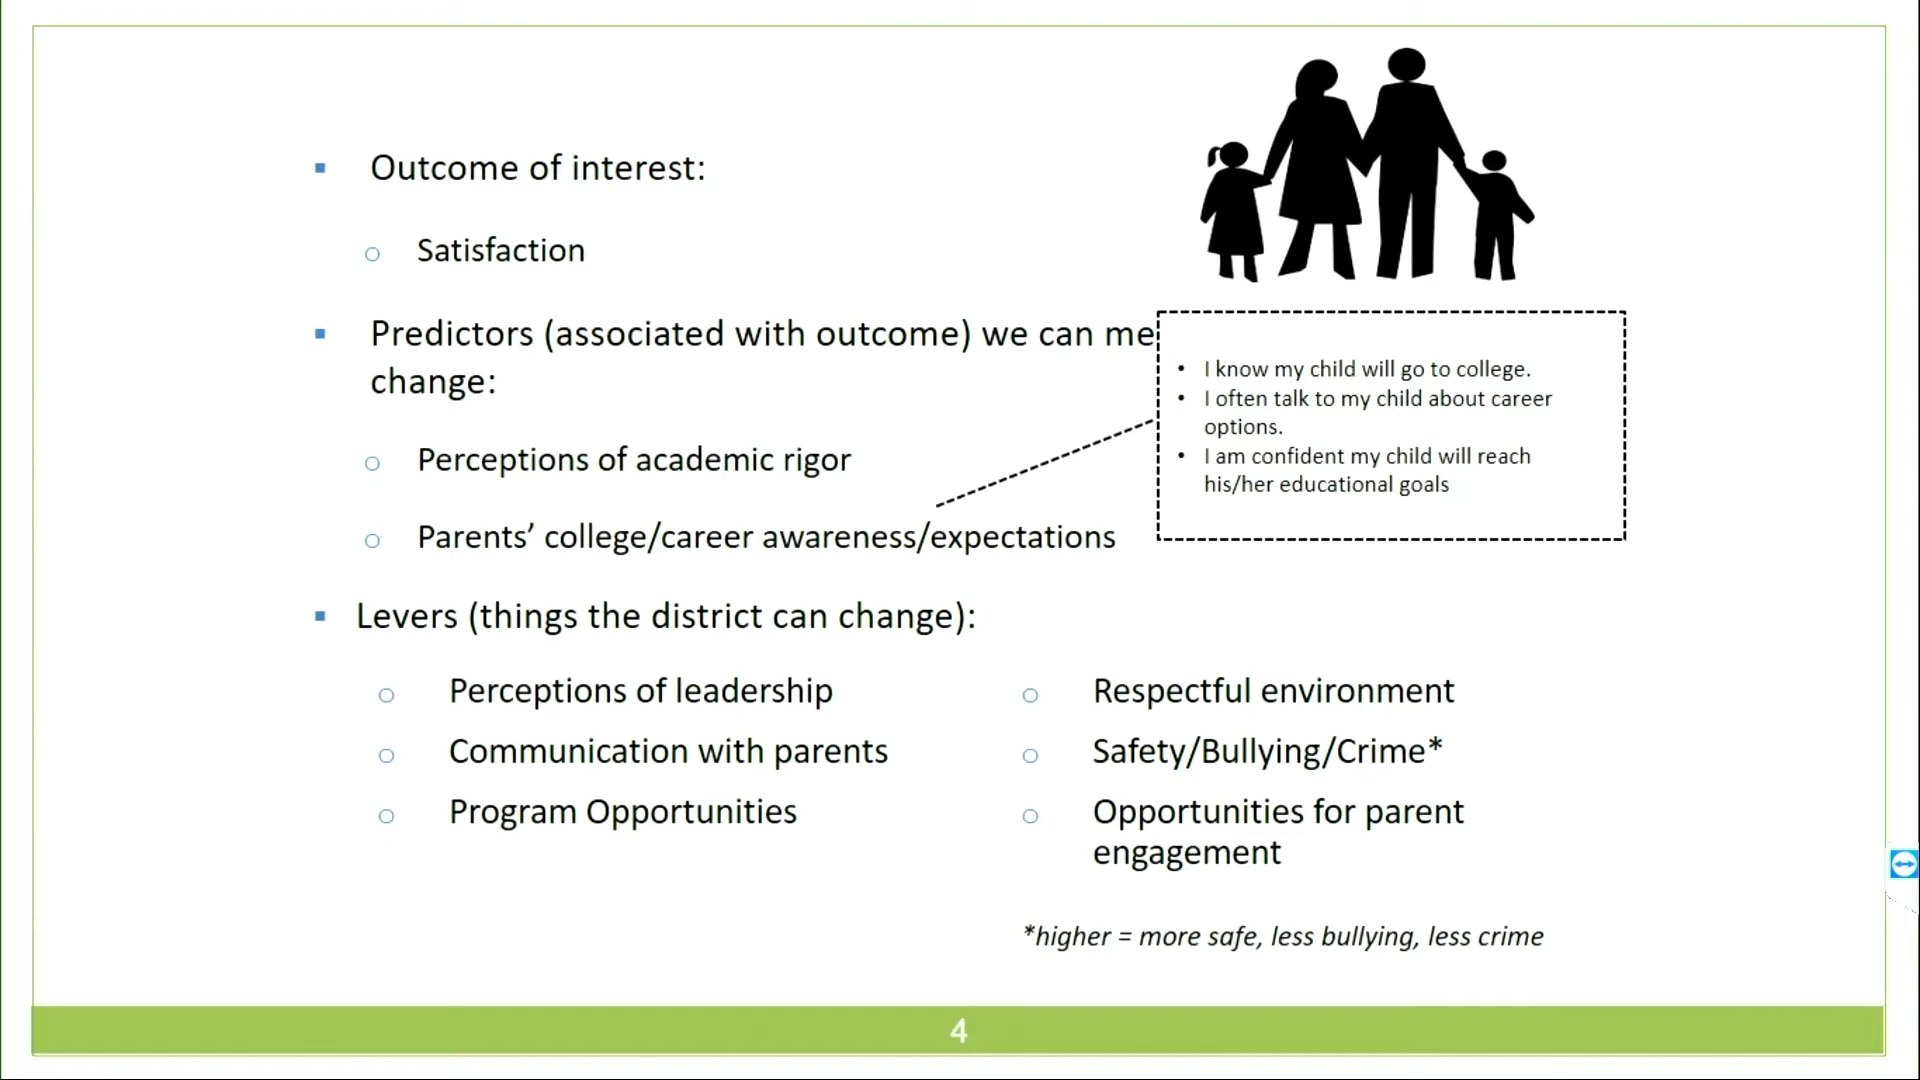 Outcome of interest:
Satisfaction
Predictors (associated with outcome) we can me
change:
Perceptions of academic rigor
Parents’ college/career awareness/expectations
• I know my child will go to college.
• I often talk to my child about career
options.
• I am confident my child will reach
his/her educational goals
Levers (things the district can change):
Perceptions of leadership
Communication with parents
Program Opportunities
Respectful environment
Safety/Bullying/Crime*
Opportunities for parent
engagement
*higher = more safe, less bullying, less crime
4